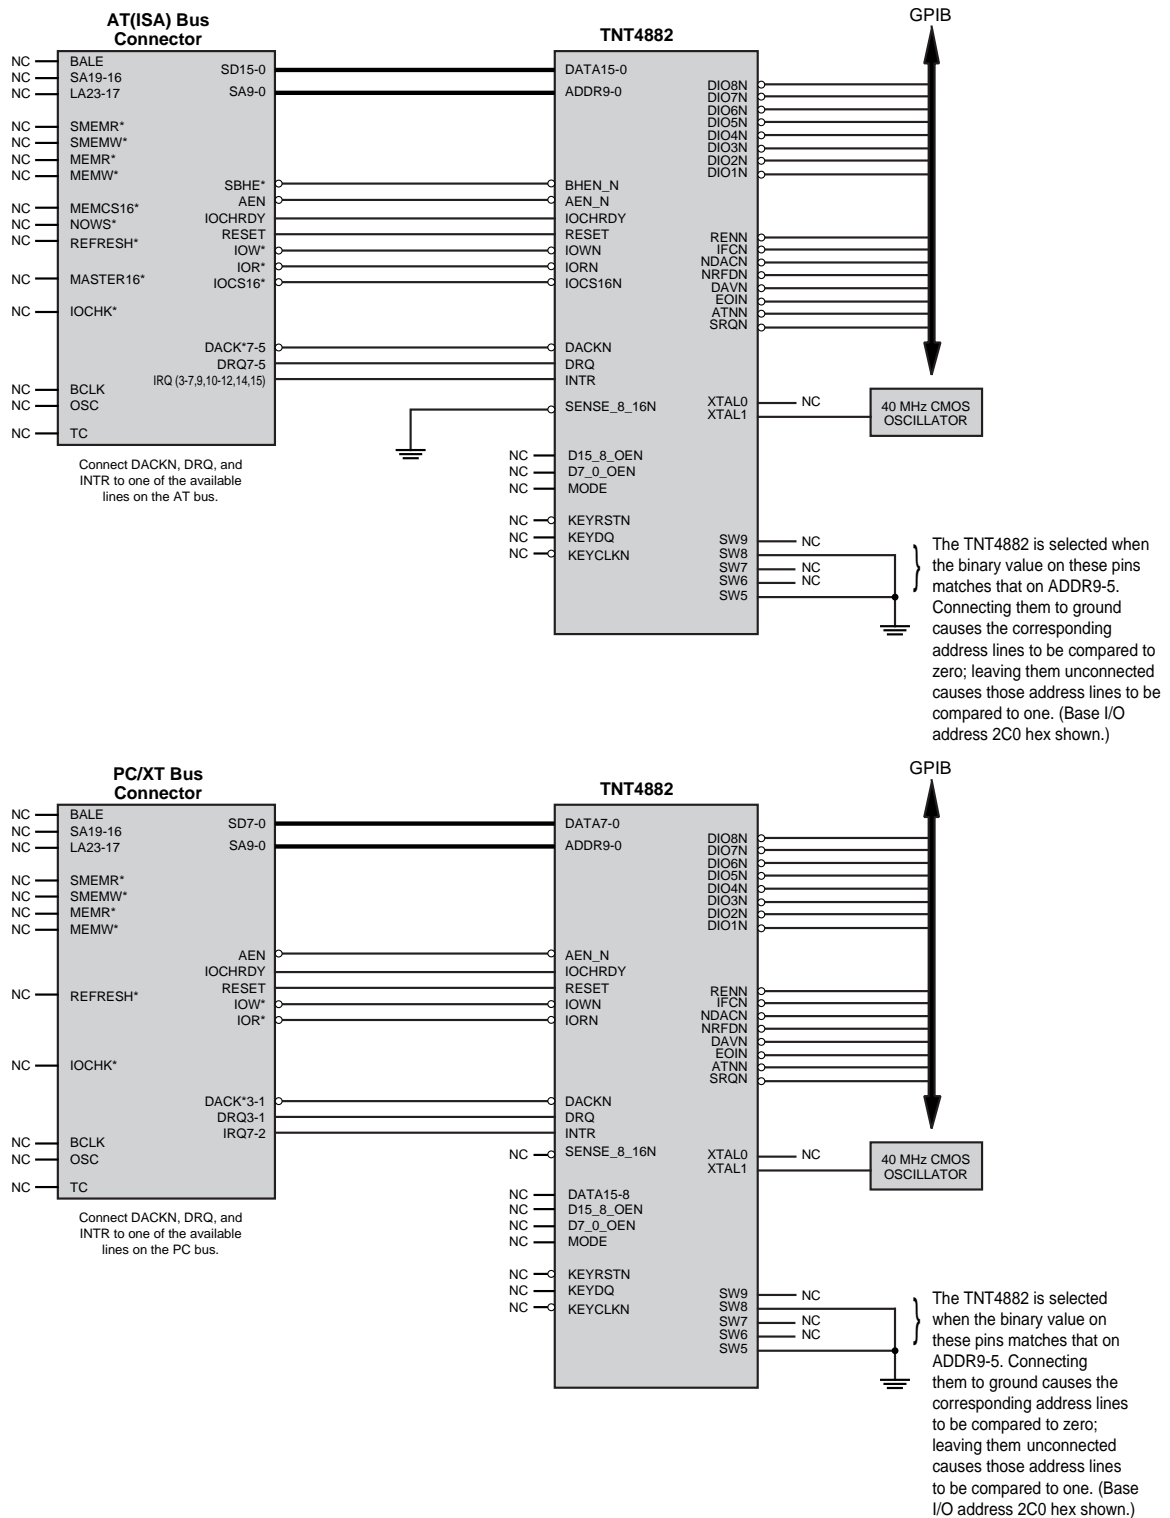 AT(ISA) Bus
Connector
TNT4882
GPIB
NC
BALE
NC
SA19-16
NC
LA23-17
NC
SMEMR*
NC
SMEMW*
NC
MEMR*
NC
MEMW*
NC
MEMCS16*
NC
NOWS*
NC
REFRESH*
NC
MASTER16*
NC
IOCHK*
NC
BCLK
NC
OSC
NC
TC
SD15-0
SA9-0
SBHE*
AEN
IOCHRDY
RESET
IOW*
IOR*
IOCS16*
DACK*7-5
DRQ7-5
IRQ (3-7,9,10-12,14,15)
Connect DACKN, DRQ, and
INTR to one of the available
lines on the AT bus.
DATA15-0
ADDR9-0
BHEN_N
AEN_N
IOCHRDY
RESET
IOWN
IORN
IOCS16N
DACKN
DRQ
INTR
SENSE_8_16N
NC
D15_8_OEN
NC
D7_0_OEN
NC
MODE
NC
KEYRSTN
NC
KEYDQ
NC
KEYCLKN
DIO8N
DIO7N
DIO6N
DIO5N
DIO4N
DIO3N
DIO2N
DIO1N
RENN
IFCN
NDACN
NRFDN
DAVN
EOIN
ATNN
SRQN
XTAL0
NC
XTAL1
40 MHz CMOS
OSCILLATOR
SW9
NC
SW8
SW7
NC
SW6
NC
SW5
}
The TNT4882 is selected when
the binary value on these pins
matches that on ADDR9-5.
Connecting them to ground
causes the corresponding
address lines to be compared to
zero; leaving them unconnected
causes those address lines to be
compared to one. (Base I/O
address 2C0 hex shown.)
PC/XT Bus
Connector
TNT4882
GPIB
NC
BALE
NC
SA19-16
NC
LA23-17
NC
SMEMR*
NC
SMEMW*
NC
MEMR*
NC
MEMW*
NC
REFRESH*
NC
IOCHK*
NC
BCLK
NC
OSC
NC
TC
SD7-0
SA9-0
AEN
IOCHRDY
RESET
IOW*
IOR*
DACK*3-1
DRQ3-1
IRQ7-2
Connect DACKN, DRQ, and
INTR to one of the available
lines on the PC bus.
DATA7-0
ADDR9-0
AEN_N
IOCHRDY
RESET
IOWN
IORN
DACKN
DRQ
INTR
NC
SENSE_8_16N
NC
DATA15-8
NC
D15_8_OEN
NC
D7_0_OEN
NC
MODE
NC
KEYRSTN
NC
KEYDQ
NC
KEYCLKN
DIO8N
DIO7N
DIO6N
DIO5N
DIO4N
DIO3N
DIO2N
DIO1N
RENN
IFCN
NDACN
NRFDN
DAVN
EOIN
ATNN
SRQN
XTAL0
NC
XTAL1
40 MHz CMOS
OSCILLATOR
SW9
NC
SW8
SW7
NC
SW6
NC
SW5
}
The TNT4882 is selected
when the binary value on
these pins matches that on
ADDR9-5. Connecting
them to ground causes the
corresponding address lines
to be compared to zero;
leaving them unconnected
causes those address lines
to be compared to one. (Base
I/O address 2C0 hex shown.)